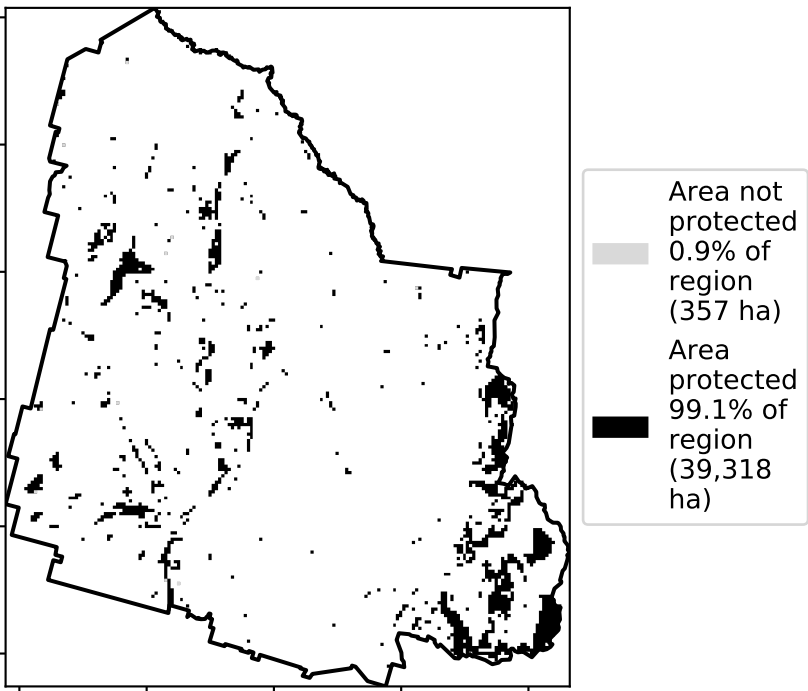 Area not
protected
0.9% of
region
(357 ha)
Area
protected
99.1% of
region
(39,318
ha)